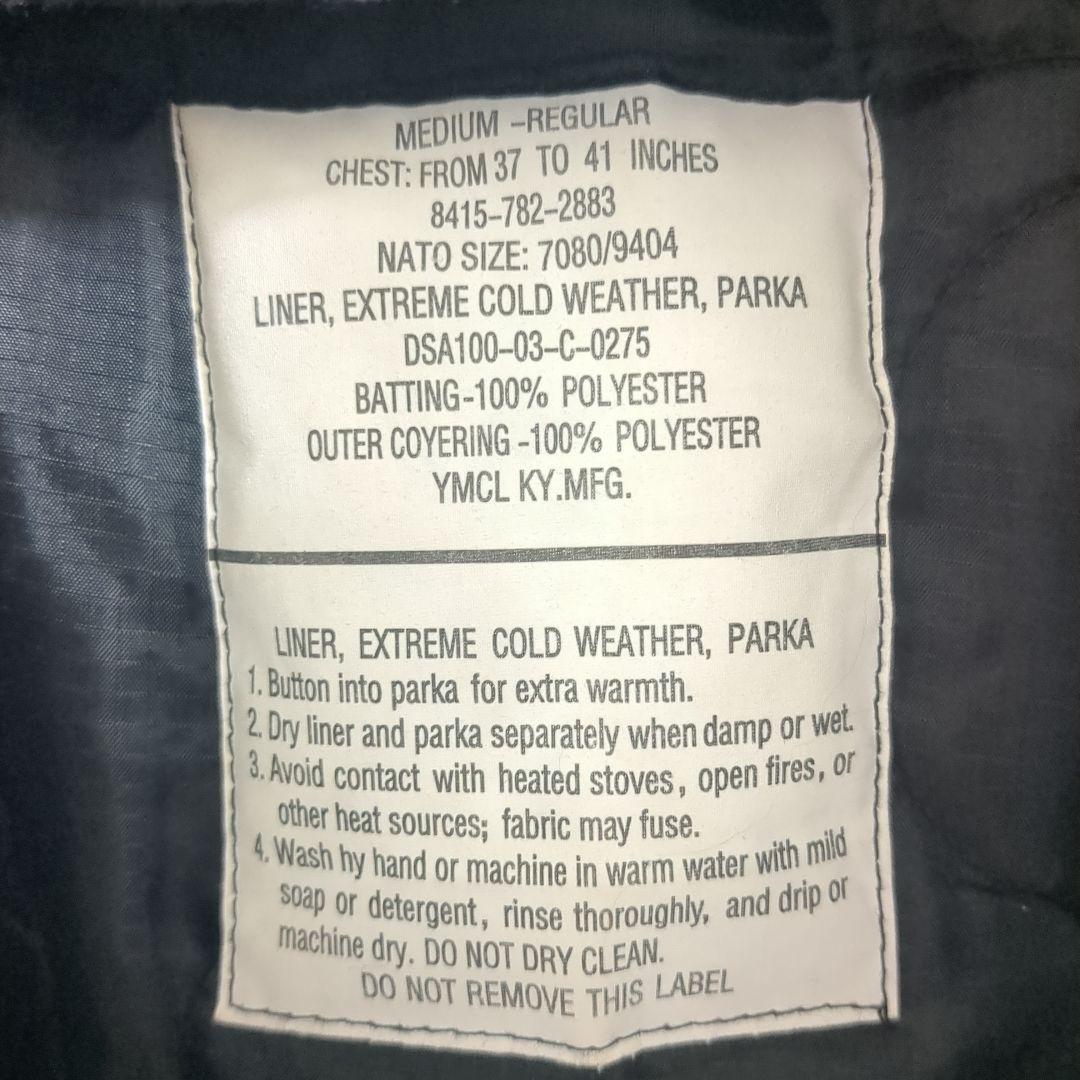 MEDIUM -REGULAR
CHEST: FROM 37 TO 41 INCHES
8415-782-2883
NATO SIZE: 7080/9404
LINER, EXTREME COLD WEATHER, PARKA
DSA100-03-C-0275
BATTING-100% POLYESTER
OUTER COYERING -100% POLYESTER
YMCL KY.MFG.
LINER, EXTREME COLD WEATHER, PARKA
1. Button into parka for extra warmth.
2. Dry liner and parka separately when damp or wet.
3. Avoid contact with heated stoves, open fires, or
other heat sources; fabric may fuse.
4. Wash hy hand or machine in warm water with mild
soap or detergent, rinse thoroughly, and drip or
machine dry. DO NOT DRY CLEAN.
DO NOT REMOVE THIS LABEL